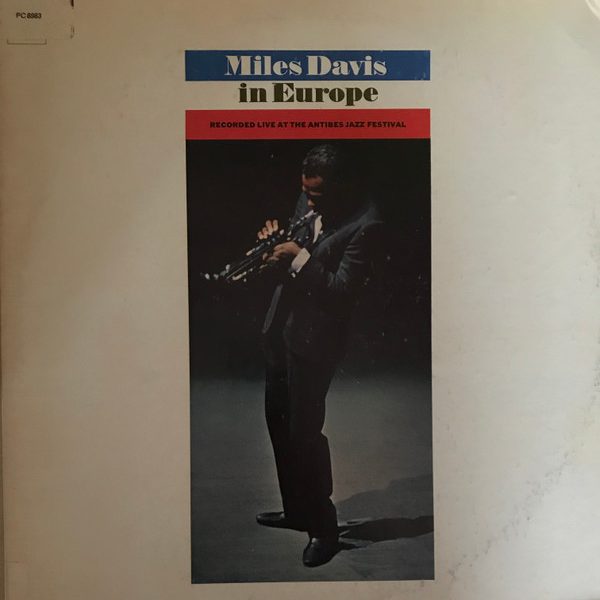 PC 8983
Miles Davis
in Europe
RECORDED LIVE AT THE ANTIBES JAZZ FESTIVAL